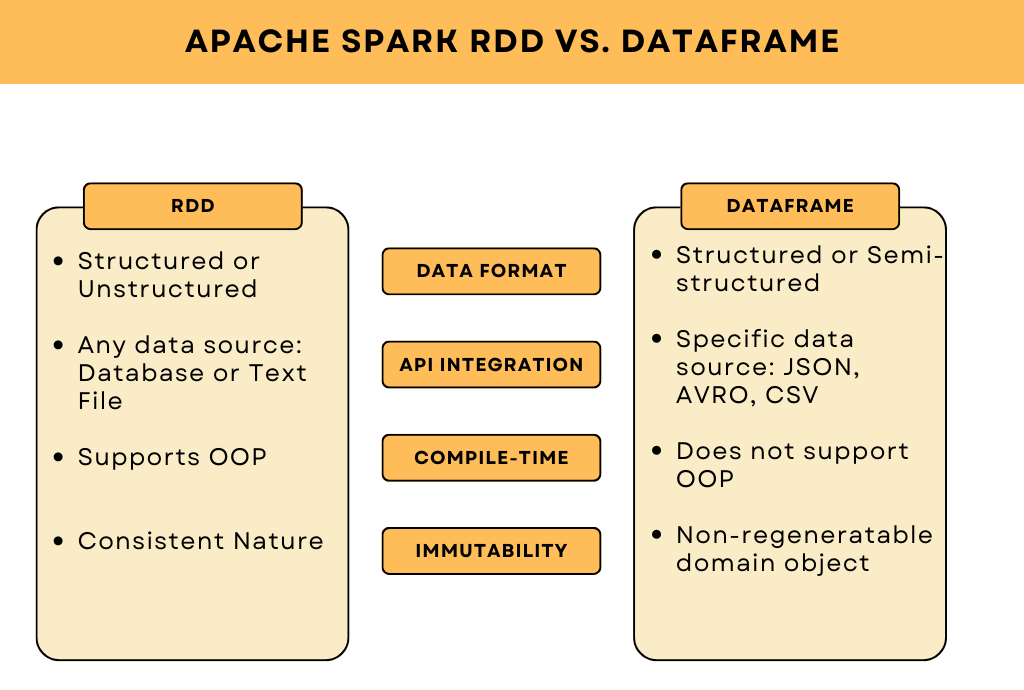 APACHE SPARK RDD VS. DATAFRAME
RDD
Structured or
Unstructured
Any data source:
Database or Text
File
Supports OOP
Consistent Nature
DATA FORMAT
API INTEGRATION
COMPILE-TIME
IMMUTABILITY
DATAFRAME
Structured or Semi-
structured
Specific data
source: JSON,
AVRO, CSV
Does not support
OOP
Non-regeneratable
domain object